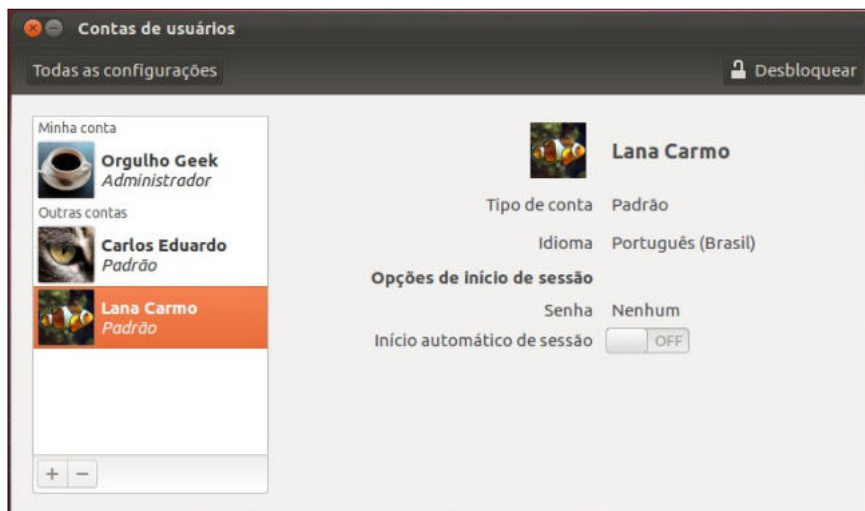 Contas de usuários
Todas as configurações
Desbloquear
Minha conta
Orgulho Geek
Administrador
Outras contas
Carlos Eduardo
Padrão
Lana Carmo
Padrão
Lana Carmo
Tipo de conta Padrão
Idioma Português (Brasil)
Opções de início de sessão
Senha Nenhum
Início automático de sessão OFF